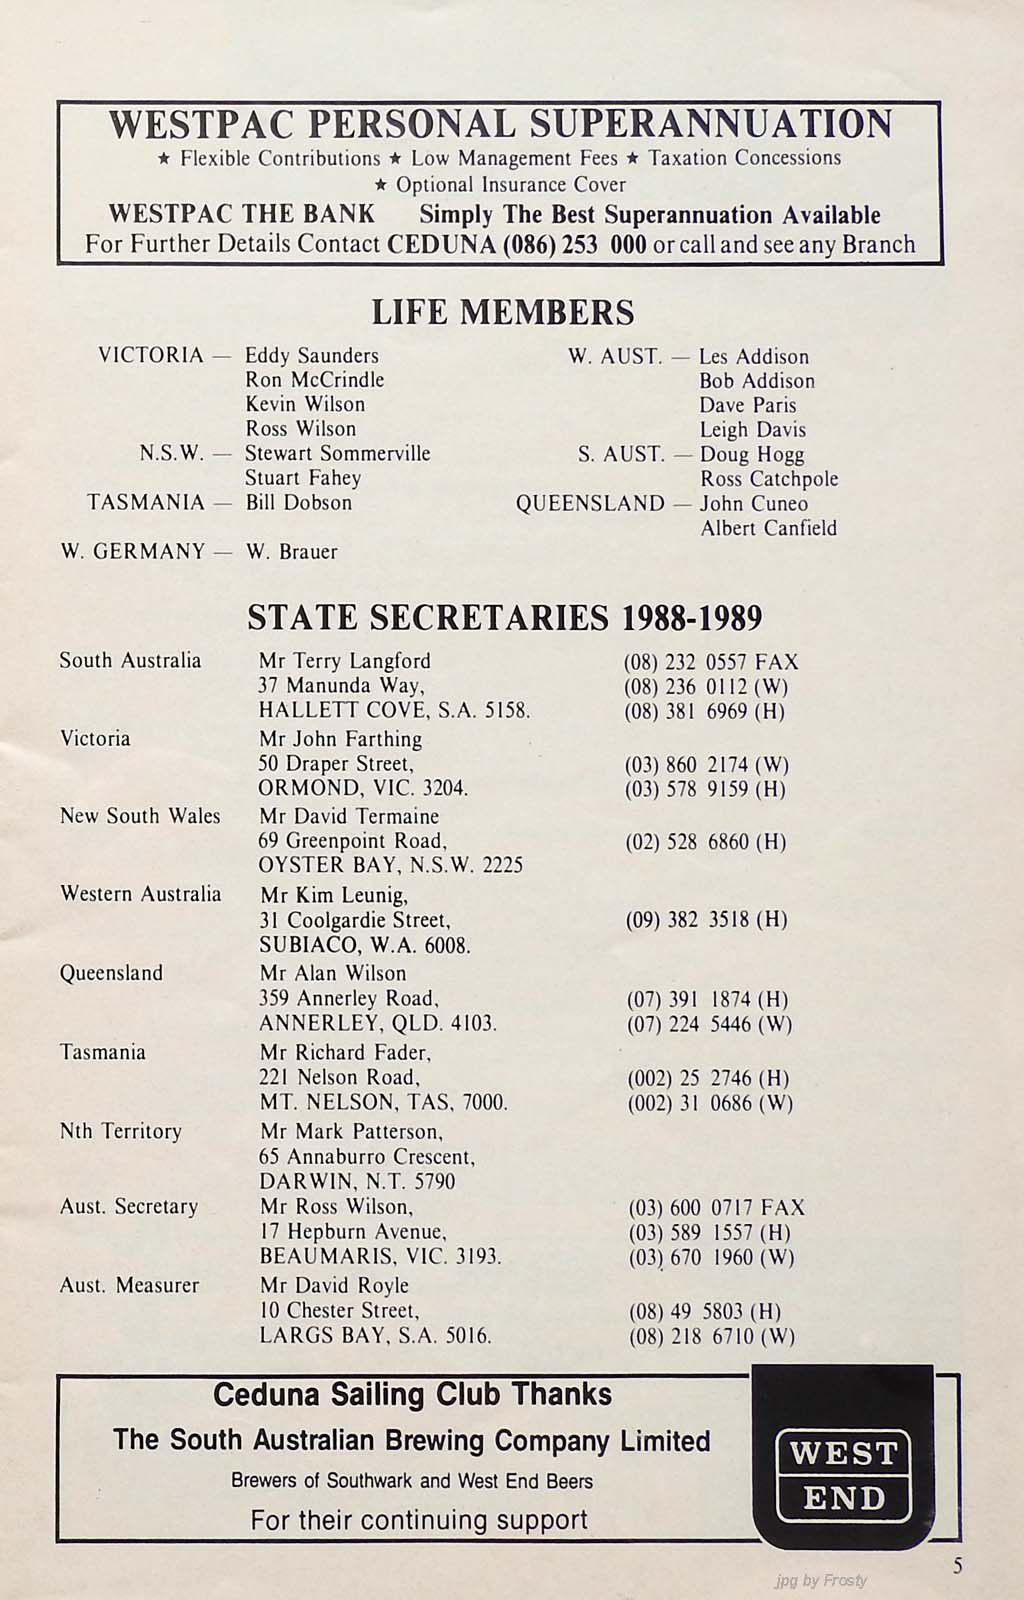 WESTPAC PERSONAL SUPERANNUATION
★ Flexible Contributions ★ Low Management Fees ★ Taxation Concessions
★ Optional Insurance Cover
WESTPAC THE BANK Simply The Best Superannuation Available
For Further Details Contact CEDUNA (086) 253 000 or call and see any Branch
LIFE MEMBERS
VICTORIA — Eddy Saunders
Ron McCrindle
Kevin Wilson
Ross Wilson
N.S.W. — Stewart Sommerville
Stuart Fahey
TASMANIA — Bill Dobson
W. GERMANY — W. Brauer
W. AUST. — Les Addison
Bob Addison
Dave Paris
Leigh Davis
S. AUST. — Doug Hogg
Ross Catchpole
QUEENSLAND — John Cuneo
Albert Canfield
STATE SECRETARIES 1988-1989
South Australia Mr Terry Langford (08) 232 0557 FAX
37 Manunda Way, (08) 236 0112 (W)
HALLETT COVE, S.A. 5158. (08) 381 6969 (H)
Victoria Mr John Farthing
50 Draper Street, (03) 860 2174 (W)
ORMOND, VIC. 3204. (03) 578 9159 (H)
New South Wales Mr David Termaine
69 Greenpoint Road, (02) 528 6860 (H)
OYSTER BAY, N.S.W. 2225
Western Australia Mr Kim Leunig,
31 Coolgardie Street, (09) 382 3518 (H)
SUBIACO, W.A. 6008.
Queensland Mr Alan Wilson
359 Annerley Road, (07) 391 1874 (H)
ANNERLEY, QLD. 4103. (07) 224 5446 (W)
Tasmania Mr Richard Fader,
221 Nelson Road, (002) 25 2746 (H)
MT. NELSON, TAS, 7000. (002) 31 0686 (W)
Nth Territory Mr Mark Patterson,
65 Annaburro Crescent,
DARWIN, N.T. 5790
Aust. Secretary Mr Ross Wilson, (03) 600 0717 FAX
17 Hepburn Avenue, (03) 589 1557 (H)
BEAUMARIS, VIC. 3193. (03) 670 1960 (W)
Aust. Measurer Mr David Royle
10 Chester Street, (08) 49 5803 (H)
LARGS BAY, S.A. 5016. (08) 218 6710 (W)
Ceduna Sailing Club Thanks
The South Australian Brewing Company Limited
Brewers of Southwark and West End Beers
For their continuing support
WEST
END
5
jpg by Frosty